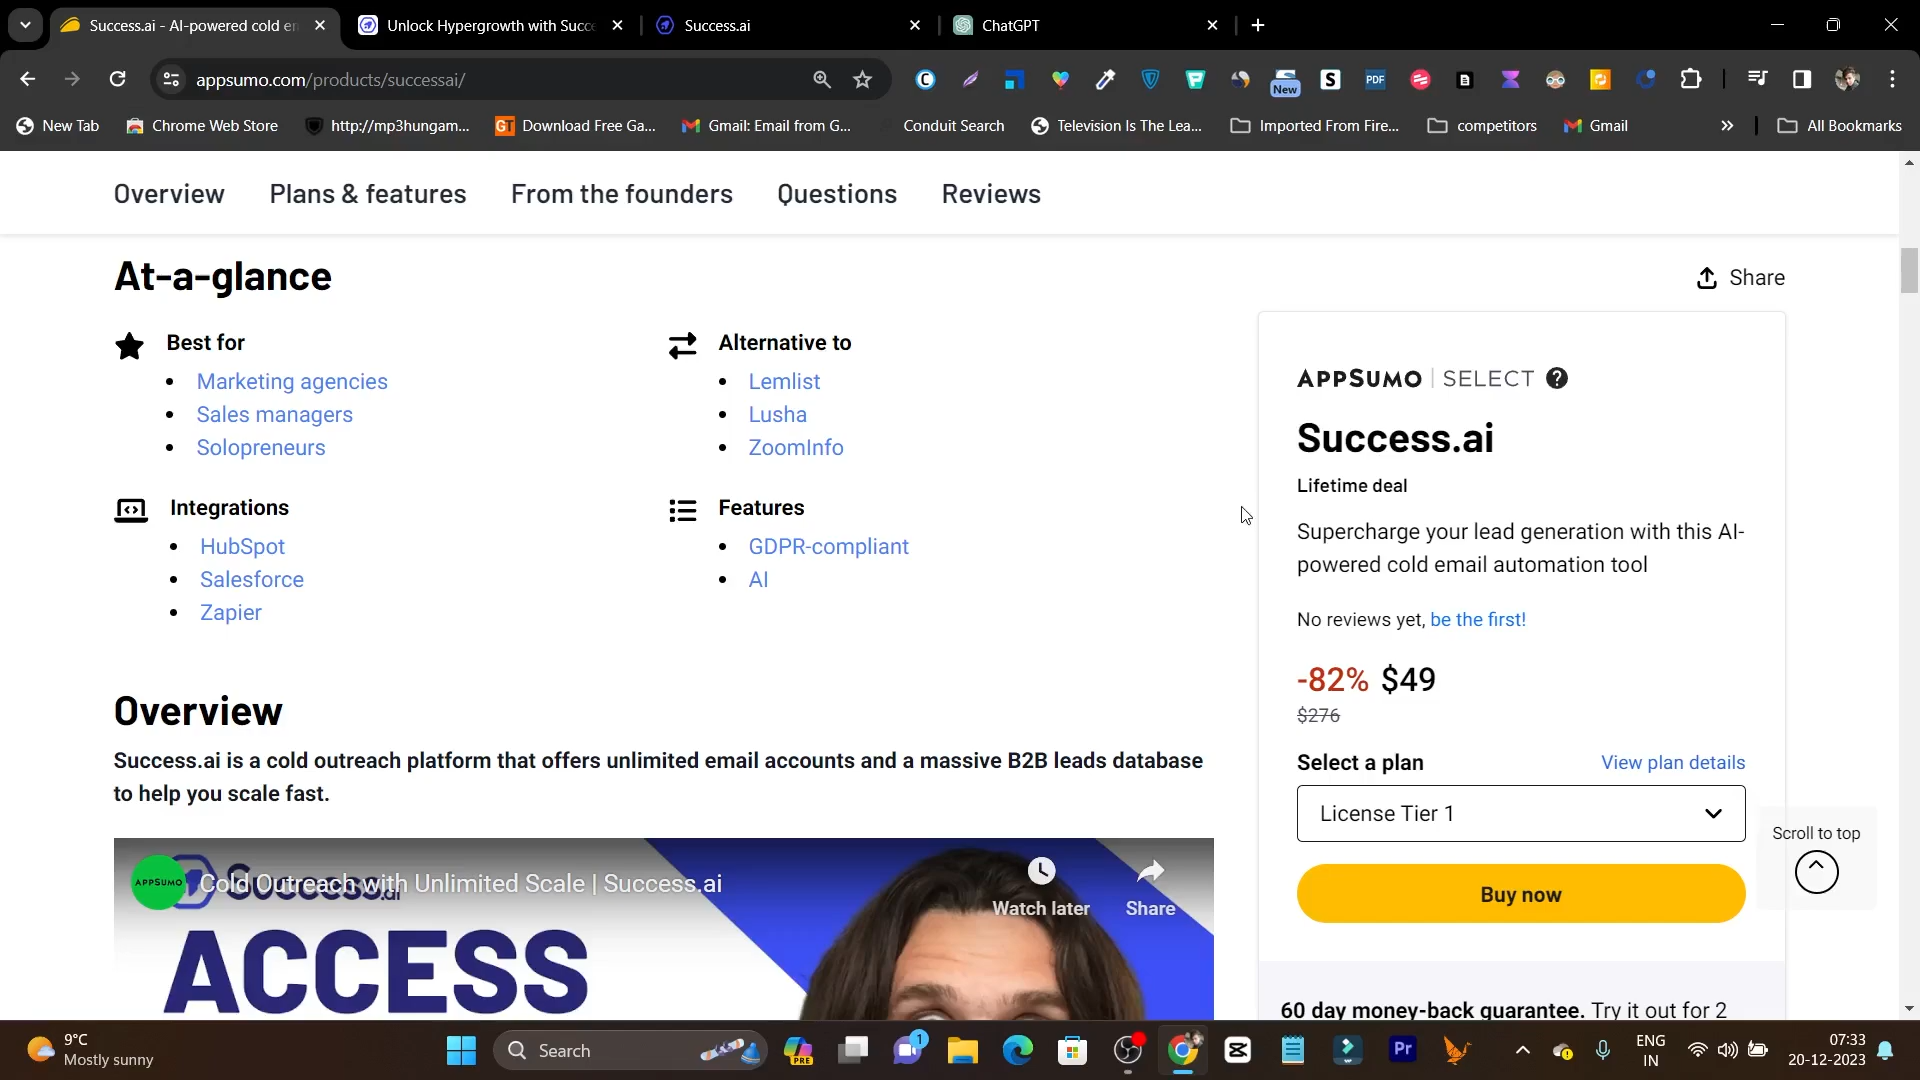 Success.ai - AI-powered cold en
Unlock Hypergrowth with Succe
Success.ai
ChatGPT
appsumo.com/products/successai/
New
PDF
New Tab
Chrome Web Store
http://mp3hungam...
Download Free Ga...
Gmail: Email from G...
Conduit Search
Television Is The Lea...
Imported From Fire...
competitors
Gmail
All Bookmarks
Overview
Plans & features
From the founders
Questions
Reviews
At-a-glance
Share
Best for
Marketing agencies
Sales managers
Solopreneurs
Alternative to
Lemlist
Lusha
ZoomInfo
Integrations
HubSpot
Salesforce
Zapier
Features
GDPR-compliant
AI
APPSUMO | SELECT ?
Success.ai
Lifetime deal
Supercharge your lead generation with this AI-
powered cold email automation tool
No reviews yet, be the first!
-82% $49
$276
Select a plan
View plan details
License Tier 1
Buy now
60 day money-back guarantee. Try it out for 2
Scroll to top
Overview
Success.ai is a cold outreach platform that offers unlimited email accounts and a massive B2B leads database
to help you scale fast.
APPSUMO
Success.ai
Cold Outreach with Unlimited Scale | Success.ai
Watch later
Share
ACCESS
9°C
Mostly sunny
Search
PRE
1
Pr
ENG
IN
07:33
20-12-2023